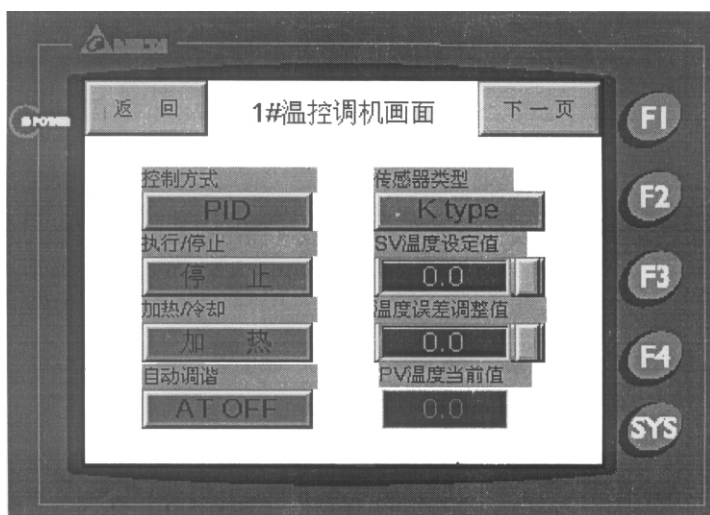 DELTA
返 回
1#温控调机画面
下一页
POWER
F1
控制方式
传感器类型
PID
K type
F2
执行/停止
SV温度设定值
停 止
0.0
F3
加热/冷却
温度误差调整值
加 热
0.0
F4
自动调谐
PV温度当前值
AT OFF
0.0
SYS